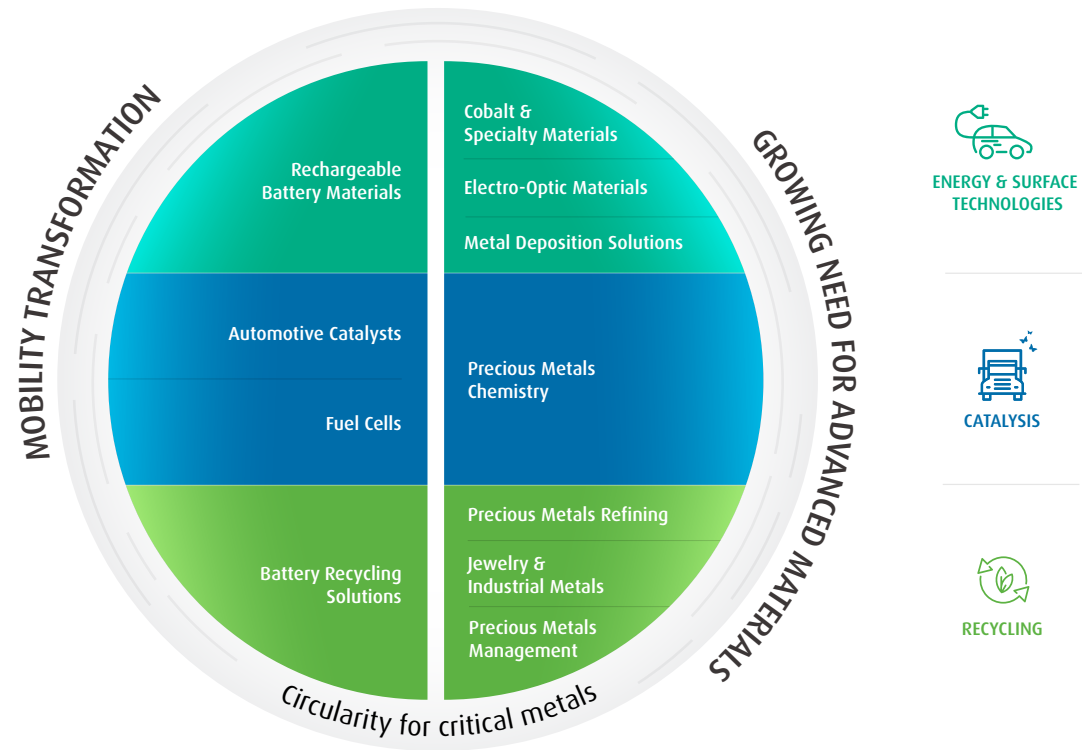 MOBILITY TRANSFORMATION
Rechargeable
Battery Materials
Automotive Catalysts
Fuel Cells
Battery Recycling
Solutions
Cobalt &
Specialty Materials
Electro-Optic Materials
Metal Deposition Solutions
Precious Metals
Chemistry
Precious Metals Refining
Jewelry &
Industrial Metals
Precious Metals
Management
GROWING NEED FOR ADVANCED MATERIALS
Circularity for critical metals
ENERGY & SURFACE
TECHNOLOGIES
CATALYSIS
RECYCLING